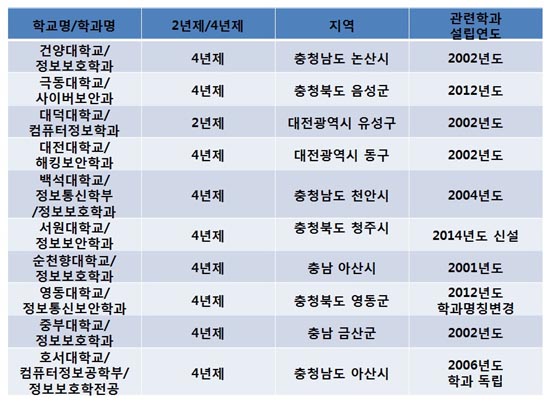 학교명/학과명 2년제/4년제 지역 관련학과
설립연도
건양대학교/
정보보호학과 4년제 충청남도 논산시 2002년도
극동대학교/
사이버보안과 4년제 충청북도 음성군 2012년도
대덕대학교/
컴퓨터정보학과 2년제 대전광역시 유성구 2002년도
대전대학교/
해킹보안학과 4년제 대전광역시 동구 2002년도
백석대학교/
정보통신학부
/정보보호학과 4년제 충청남도 천안시 2004년도
서원대학교/
정보보안학과 4년제 충청북도 청주시 2014년도 신설
순천향대학교/
정보보호학과 4년제 충남 아산시 2001년도
영동대학교/
정보통신보안학과 4년제 충청북도 영동군 2012년도
학과명칭변경
중부대학교/
정보보호학과 4년제 충남 금산군 2002년도
호서대학교/
컴퓨터정보공학부/
정보보호학전공 4년제 충청남도 아산시 2006년도
학과 독립